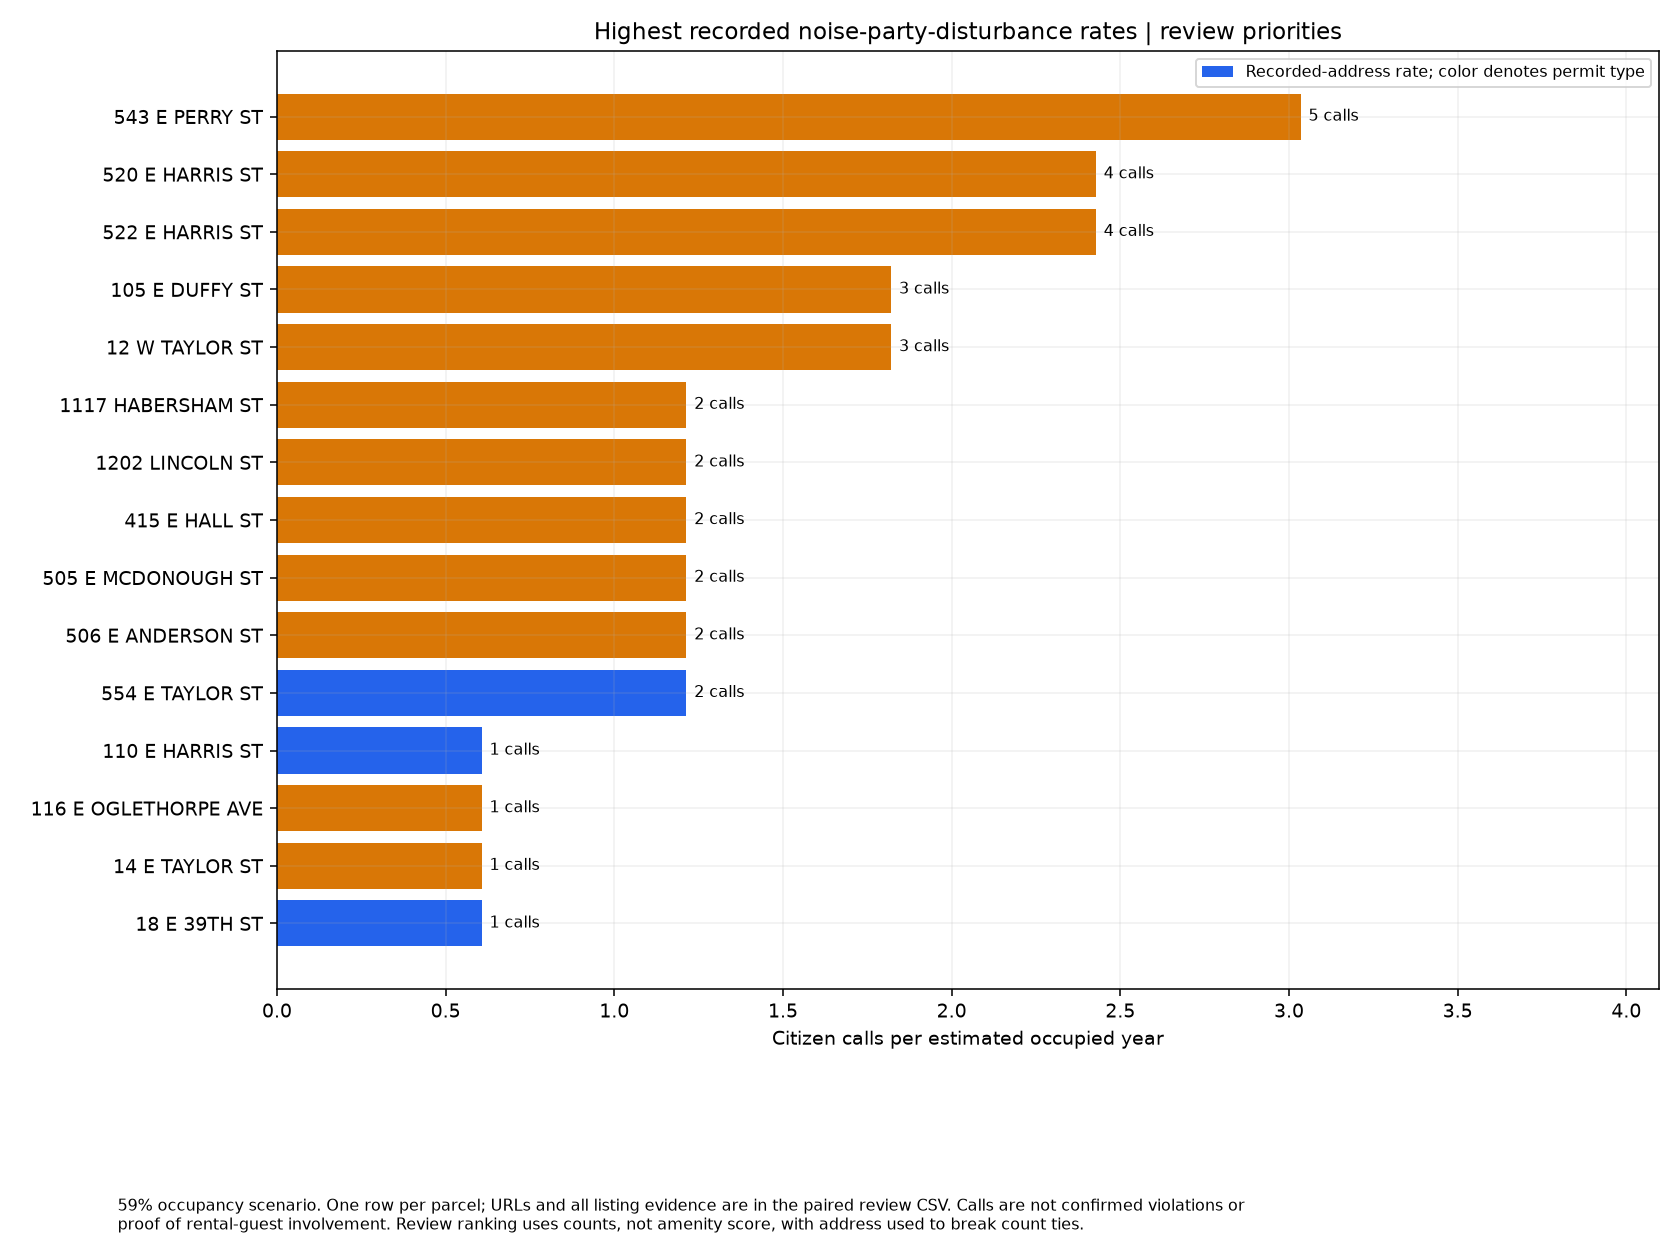 Highest recorded noise-party-disturbance rates | review priorities
Recorded-address rate; color denotes permit type
543 E PERRY ST 5 calls
520 E HARRIS ST 4 calls
522 E HARRIS ST 4 calls
105 E DUFFY ST 3 calls
12 W TAYLOR ST 3 calls
1117 HABERSHAM ST 2 calls
1202 LINCOLN ST 2 calls
415 E HALL ST 2 calls
505 E MCDONOUGH ST 2 calls
506 E ANDERSON ST 2 calls
554 E TAYLOR ST 2 calls
110 E HARRIS ST 1 calls
116 E OGLETHORPE AVE 1 calls
14 E TAYLOR ST 1 calls
18 E 39TH ST 1 calls
0.0 0.5 1.0 1.5 2.0 2.5 3.0 3.5 4.0
Citizen calls per estimated occupied year
59% occupancy scenario. One row per parcel; URLs and all listing evidence are in the paired review CSV. Calls are not confirmed violations or
proof of rental-guest involvement. Review ranking uses counts, not amenity score, with address used to break count ties.